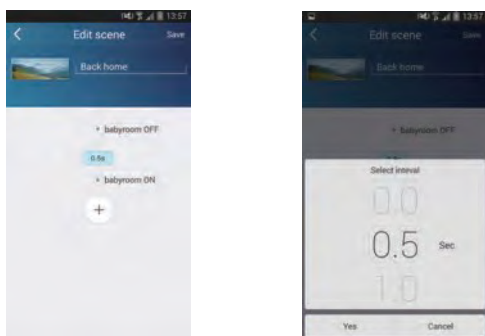 13:57
Edit scene
Save
Back home
babyroom OFF
0.5s
babyroom ON
+
13:57
Edit scene
Save
Back home
babyroom OFF
Select inteval
0.0
0.5 Sec
1.0
Yes
Cancel